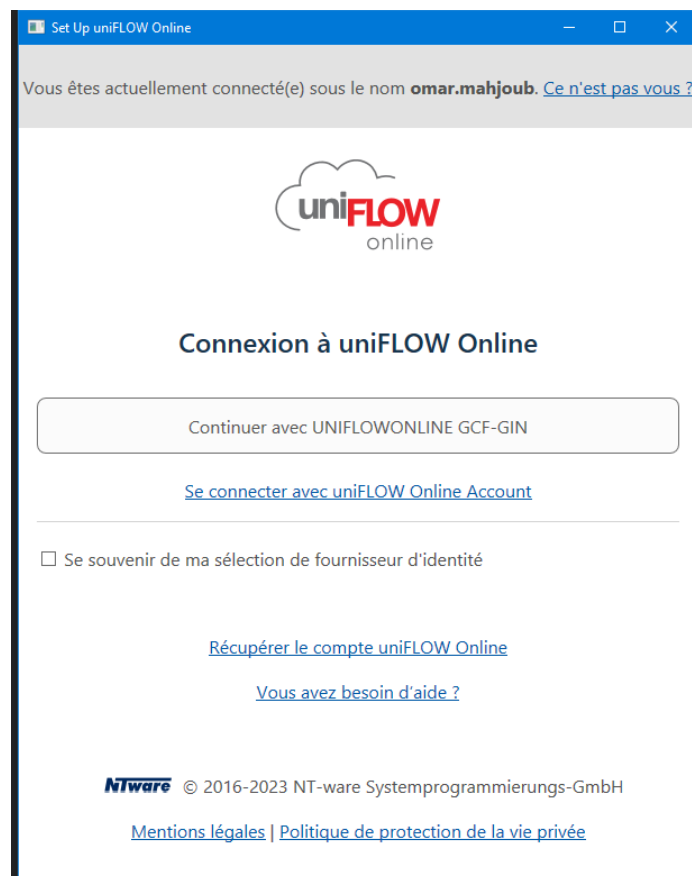 Set Up uniFLOW Online
Vous êtes actuellement connecté(e) sous le nom omar.mahjoub. Ce n'est pas vous ?
uniFLOW
online
Connexion à uniFLOW Online
Continuer avec UNIFLOWONLINE GCF-GIN
Se connecter avec uniFLOW Online Account
Se souvenir de ma sélection de fournisseur d'identité
Récupérer le compte uniFLOW Online
Vous avez besoin d'aide ?
NTware © 2016-2023 NT-ware Systemprogrammierungs-GmbH
Mentions légales | Politique de protection de la vie privée